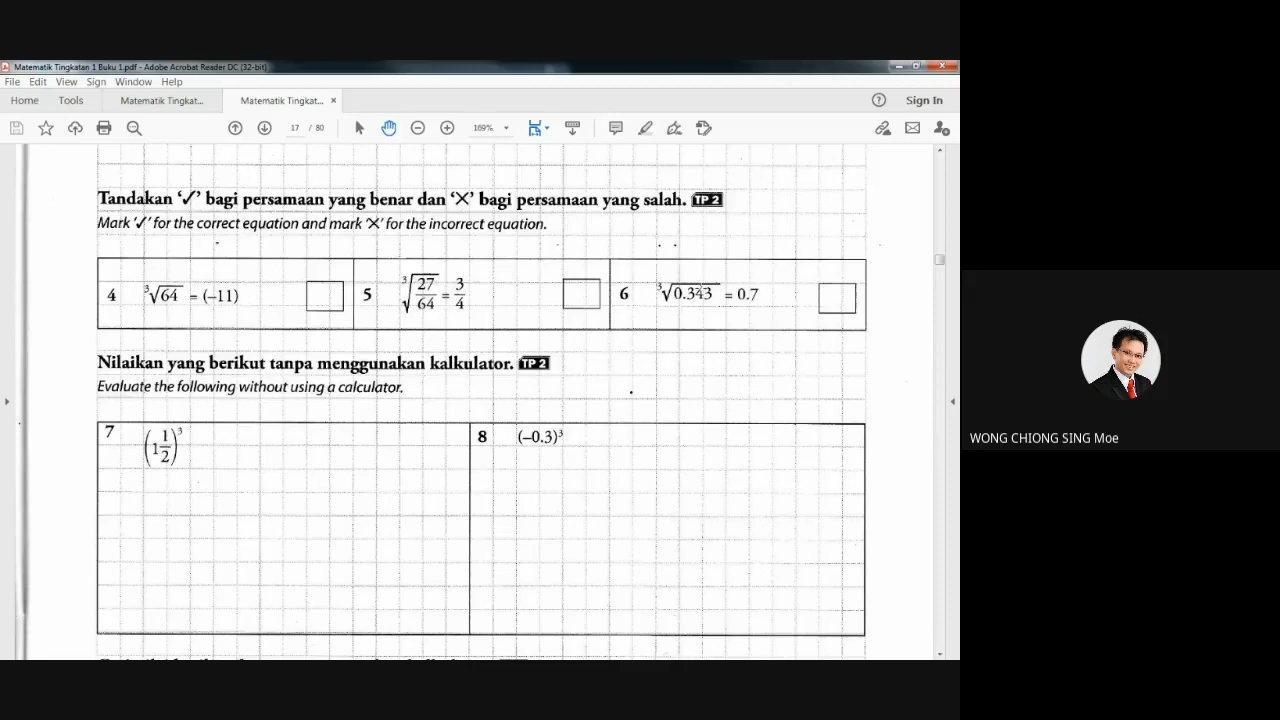 Matematik Tingkatan 1 Buku 1.pdf - Adobe Acrobat Reader DC (32-bit)
File Edit View Sign Window Help
Home Tools Matematik Tingkat... Matematik Tingkat... × Sign In
17 / 80 169%
Tandakan ‘✓’ bagi persamaan yang benar dan ‘✕’ bagi persamaan yang salah. TP 2
Mark ‘✓’ for the correct equation and mark ‘✕’ for the incorrect equation.
4 ∛64 = (–11)
5 ∛(27/64) = 3/4
6 ∛0.343 = 0.7
Nilaikan yang berikut tanpa menggunakan kalkulator. TP 2
Evaluate the following without using a calculator.
7 (1 1/2)³
8 (–0.3)³
WONG CHIONG SING Moe